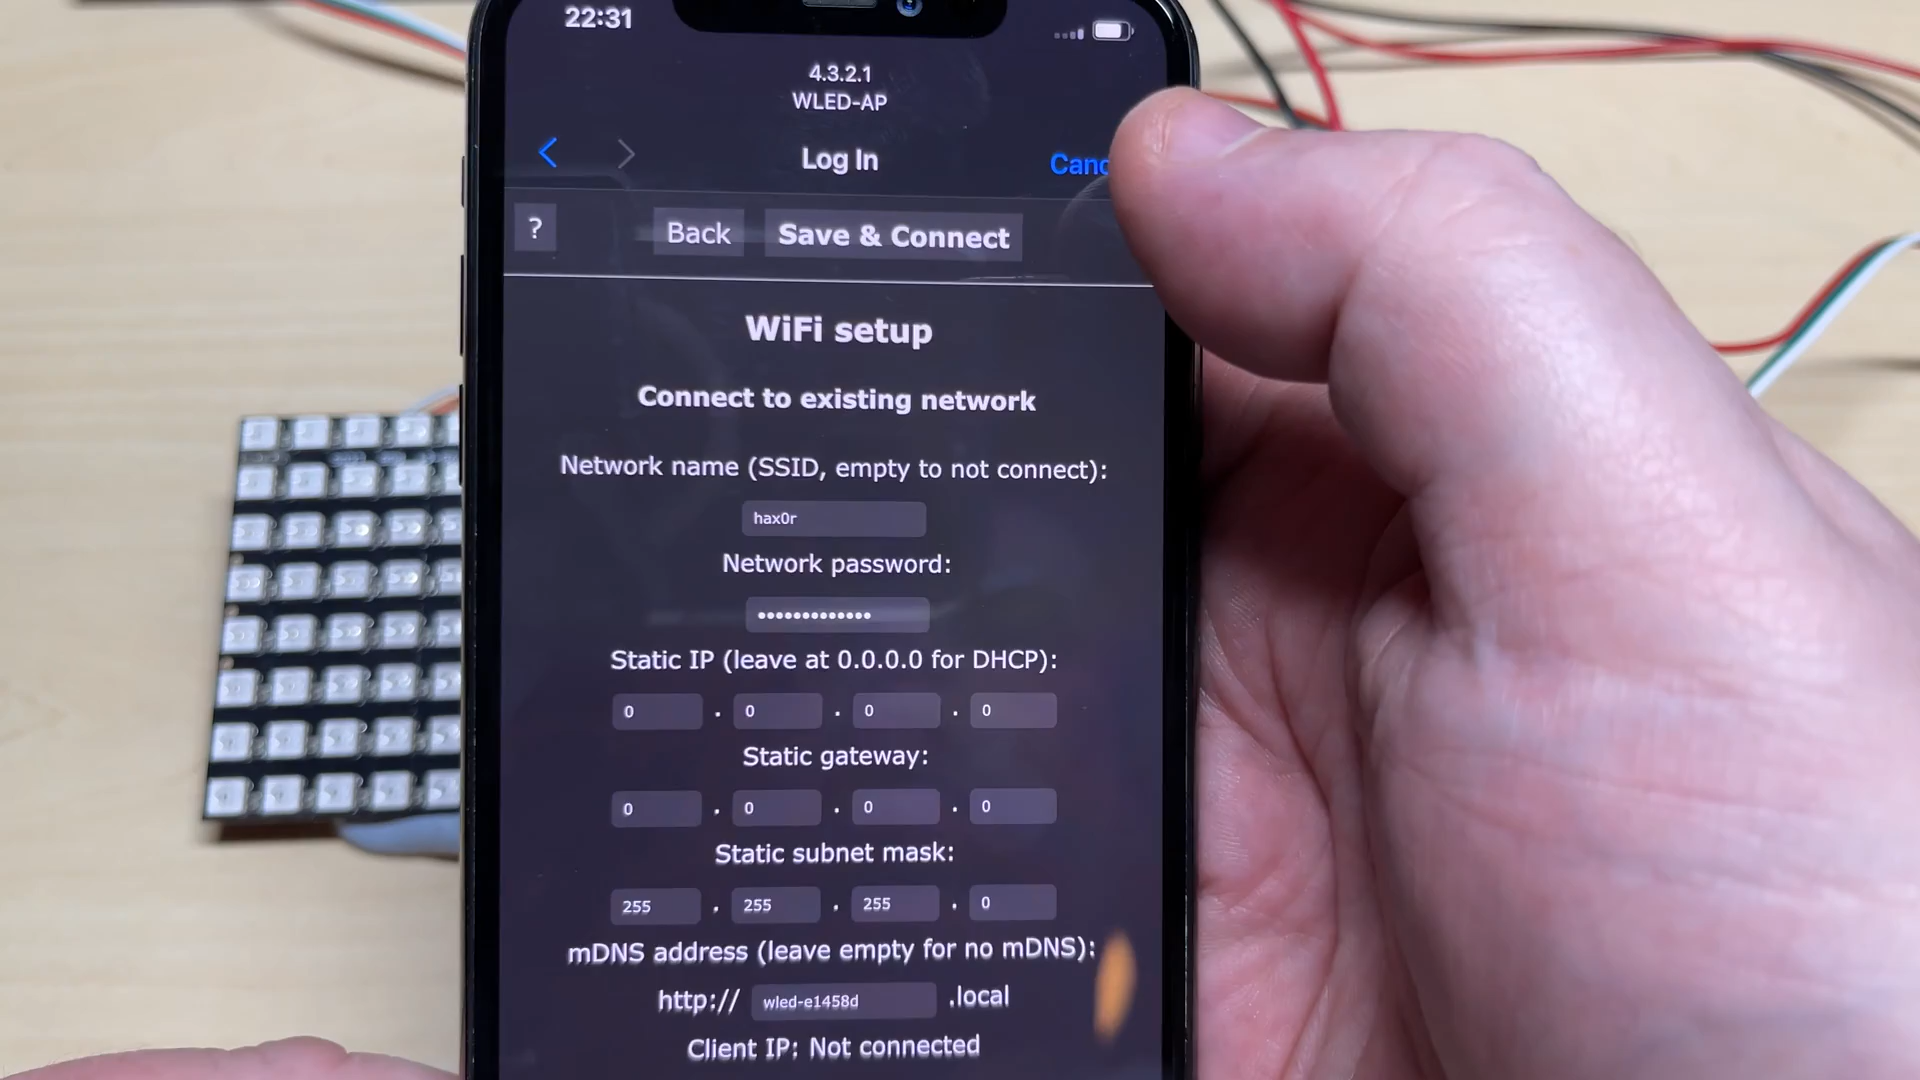 22:31
4.3.2.1
WLED-AP
Log In
Canc
?
Back
Save & Connect
WiFi setup
Connect to existing network
Network name (SSID, empty to not connect):
hax0r
Network password:
•••••••••••••
Static IP (leave at 0.0.0.0 for DHCP):
0 . 0 . 0 . 0
Static gateway:
0 . 0 . 0 . 0
Static subnet mask:
255 . 255 . 255 . 0
mDNS address (leave empty for no mDNS):
http:// wled-e1458d .local
Client IP: Not connected